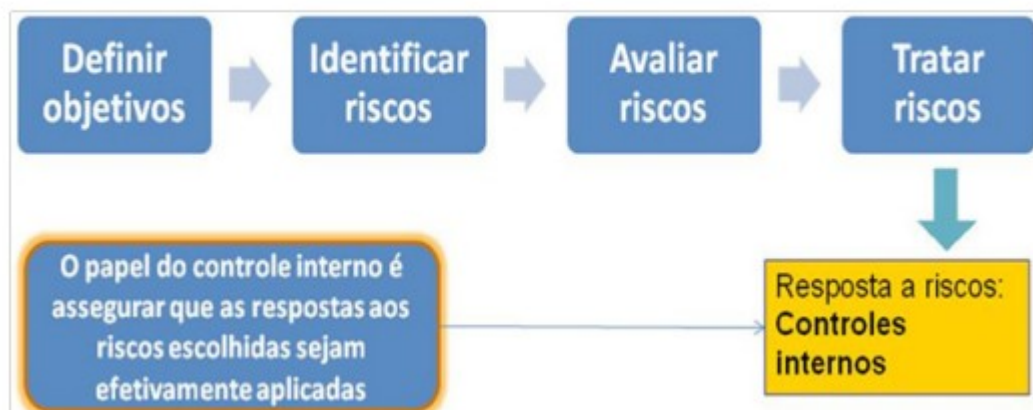 Definir
objetivos
Identificar
riscos
Avaliar
riscos
Tratar
riscos
O papel do controle interno é
assegurar que as respostas aos
riscos escolhidas sejam
efetivamente aplicadas
Resposta a riscos:
Controles
internos